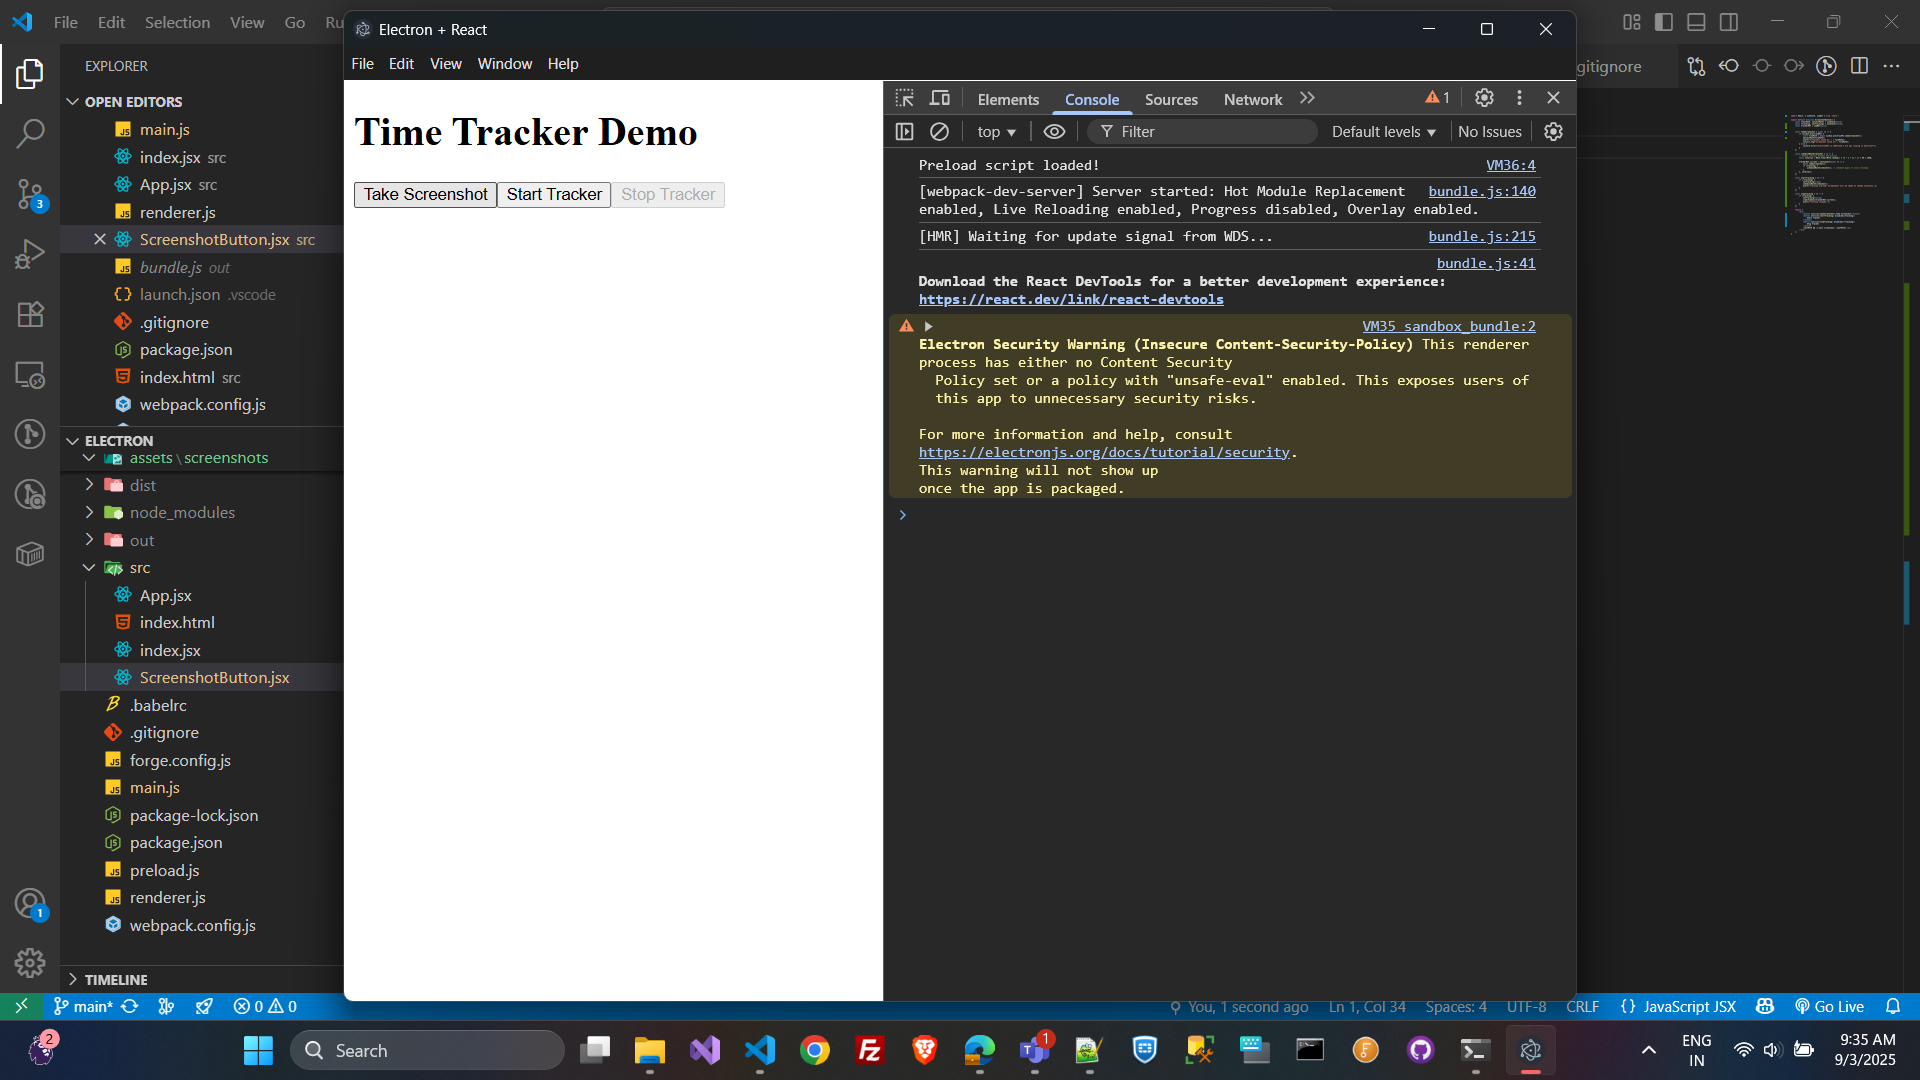 File Edit Selection View Go Ru
Electron + React
File Edit View Window Help
EXPLORER
OPEN EDITORS
main.js
index.jsx src
App.jsx src
renderer.js
ScreenshotButton.jsx src
bundle.js out
launch.json .vscode
.gitignore
package.json
index.html src
webpack.config.js
ELECTRON
assets\screenshots
dist
node_modules
out
src
App.jsx
index.html
index.jsx
ScreenshotButton.jsx
.babelrc
.gitignore
forge.config.js
main.js
package-lock.json
package.json
preload.js
renderer.js
webpack.config.js
TIMELINE
3
1
Time Tracker Demo
Take Screenshot Start Tracker Stop Tracker
Elements Console Sources Network 1
top Filter Default levels No Issues
Preload script loaded! VM36:4
[webpack-dev-server] Server started: Hot Module Replacement bundle.js:140
enabled, Live Reloading enabled, Progress disabled, Overlay enabled.
[HMR] Waiting for update signal from WDS... bundle.js:215
bundle.js:41
Download the React DevTools for a better development experience:
https://react.dev/link/react-devtools
VM35 sandbox_bundle:2
Electron Security Warning (Insecure Content-Security-Policy) This renderer
process has either no Content Security
Policy set or a policy with "unsafe-eval" enabled. This exposes users of
this app to unnecessary security risks.
For more information and help, consult
https://electronjs.org/docs/tutorial/security.
This warning will not show up
once the app is packaged.
gitignore
main* 0 0 You, 1 second ago Ln 1, Col 34 Spaces: 4 UTF-8 CRLF {} JavaScript JSX Go Live
2
Search
1
ENG
IN
9:35 AM
9/3/2025